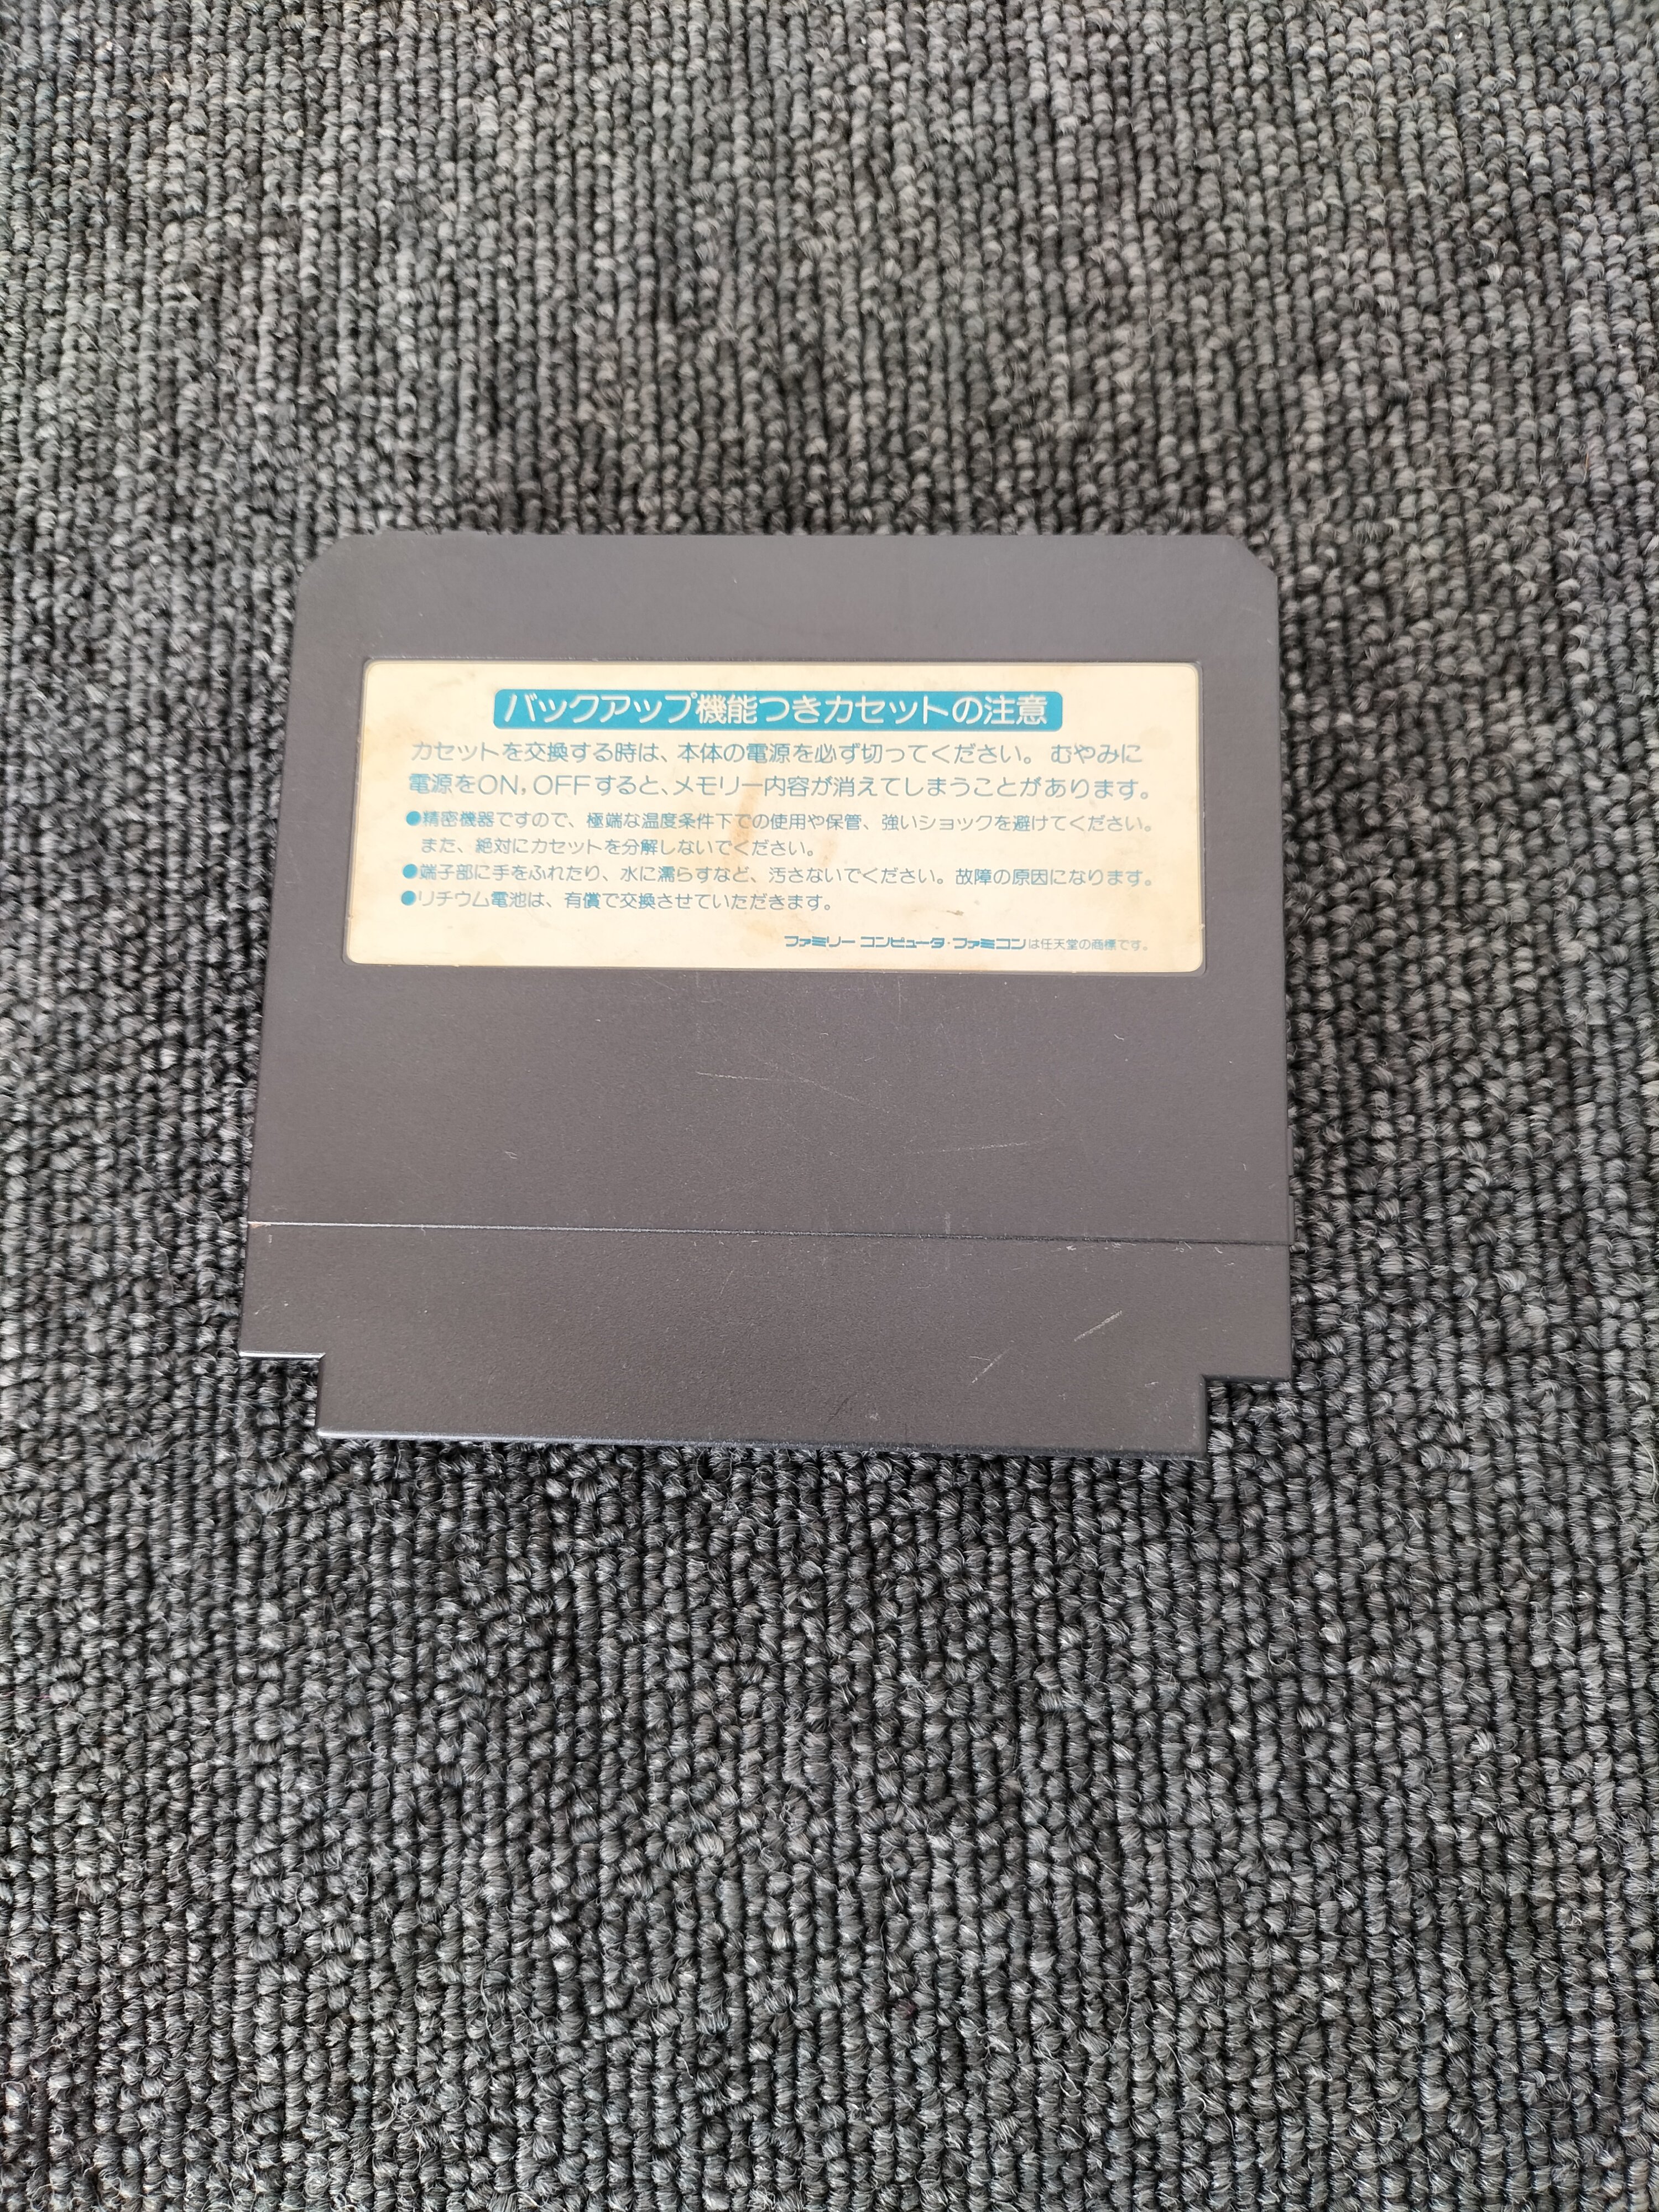 バックアップ機能つきカセットの注意
カセットを交換する時は、本体の電源を必ず切ってください。むやみに
電源をON,OFFすると、メモリー内容が消えてしまうことがあります。
●精密機器ですので、極端な温度条件下での使用や保管、強いショックを避けてください。
また、絶対にカセットを分解しないでください。
●端子部に手をふれたり、水に濡らすなど、汚さないでください。故障の原因になります。
●リチウム電池は、有償で交換させていただきます。
ファミリーコンピュータ・ファミコンは任天堂の商標です。